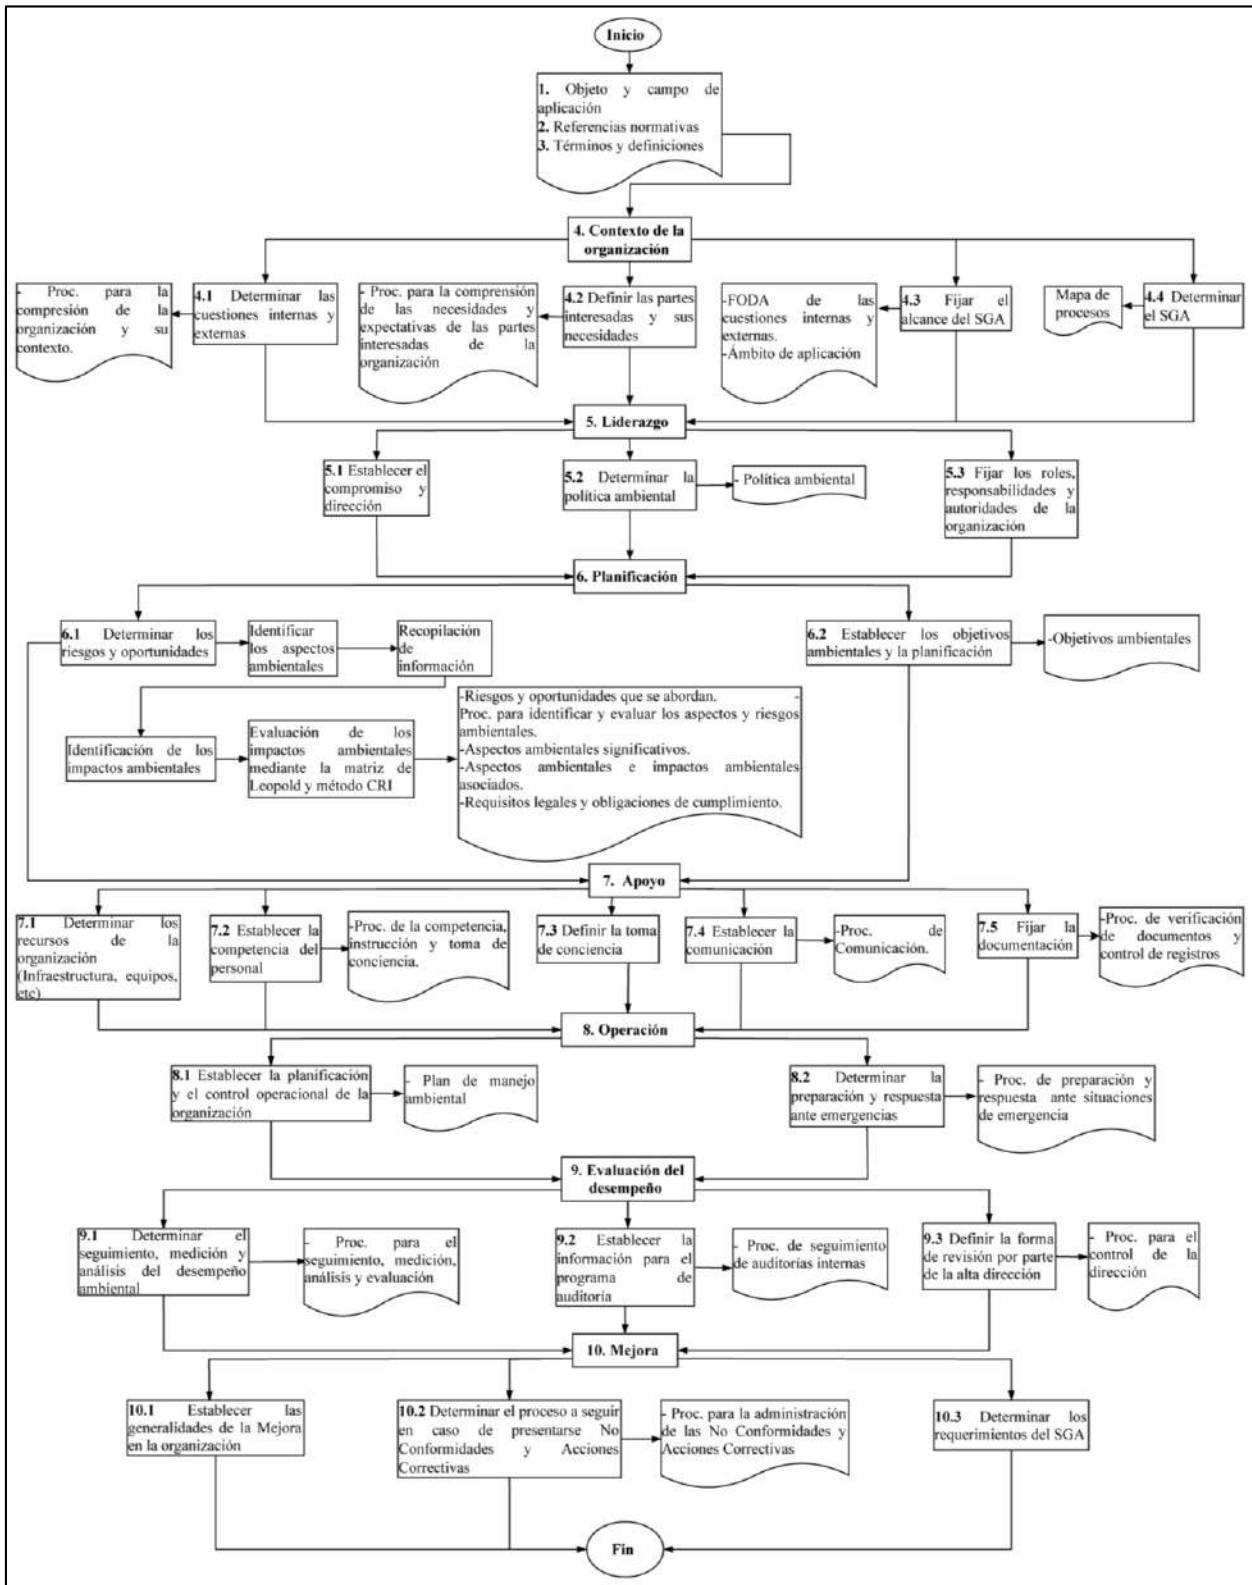 Inicio
1. Objeto y campo de
aplicación
2. Referencias normativas
3. Términos y definiciones
4. Contexto de la
organización
- Proc. para la
compresión de la
organización y su
contexto.
4.1 Determinar las
cuestiones internas y
externas
- Proc. para la comprensión
de las necesidades y
expectativas de las partes
interesadas de la
organización
4.2 Definir las partes
interesadas y sus
necesidades
-FODA de las
cuestiones internas y
externas.
-Ámbito de aplicación
4.3 Fijar el
alcance del SGA
Mapa de
procesos
4.4 Determinar
el SGA
5. Liderazgo
5.1 Establecer el
compromiso y
dirección
5.2 Determinar la
política ambiental
- Política ambiental
5.3 Fijar los roles,
responsabilidades y
autoridades de la
organización
6. Planificación
6.1 Determinar los
riesgos y oportunidades
Identificar
los aspectos
ambientales
Recopilación
de
información
6.2 Establecer los objetivos
ambientales y la planificación
-Objetivos ambientales
Identificación de los
impactos ambientales
Evaluación de los
impactos ambientales
mediante la matriz de
Leopold y método CRI
-Riesgos y oportunidades que se abordan. -
Proc. para identificar y evaluar los aspectos y riesgos
ambientales.
-Aspectos ambientales significativos.
-Aspectos ambientales e impactos ambientales
asociados.
-Requisitos legales y obligaciones de cumplimiento.
7. Apoyo
7.1 Determinar los
recursos de la
organización
(Infraestructura, equipos,
etc)
7.2 Establecer la
competencia del
personal
-Proc. de la competencia,
instrucción y toma de
conciencia.
7.3 Definir la toma
de conciencia
7.4 Establecer la
comunicación
-Proc. de
Comunicación.
7.5 Fijar la
documentación
-Proc. de verificación
de documentos y
control de registros
8. Operación
8.1 Establecer la planificación
y el control operacional de la
organización
- Plan de manejo
ambiental
8.2 Determinar la
preparación y respuesta
ante emergencias
- Proc. de preparación y
respuesta ante situaciones
de emergencia
9. Evaluación del
desempeño
9.1 Determinar el
seguimiento, medición y
análisis del desempeño
ambiental
- Proc. para el
seguimiento, medición,
análisis y evaluación
9.2 Establecer la
información para el
programa de
auditoría
- Proc. de seguimiento
de auditorías internas
9.3 Definir la forma
de revisión por parte
de la alta dirección
- Proc. para el
control de la
dirección
10. Mejora
10.1 Establecer las
generalidades de la Mejora
en la organización
10.2 Determinar el proceso a seguir
en caso de presentarse No
Conformidades y Acciones
Correctivas
- Proc. para la administración
de las No Conformidades y
Acciones Correctivas
10.3 Determinar los
requerimientos del SGA
Fin